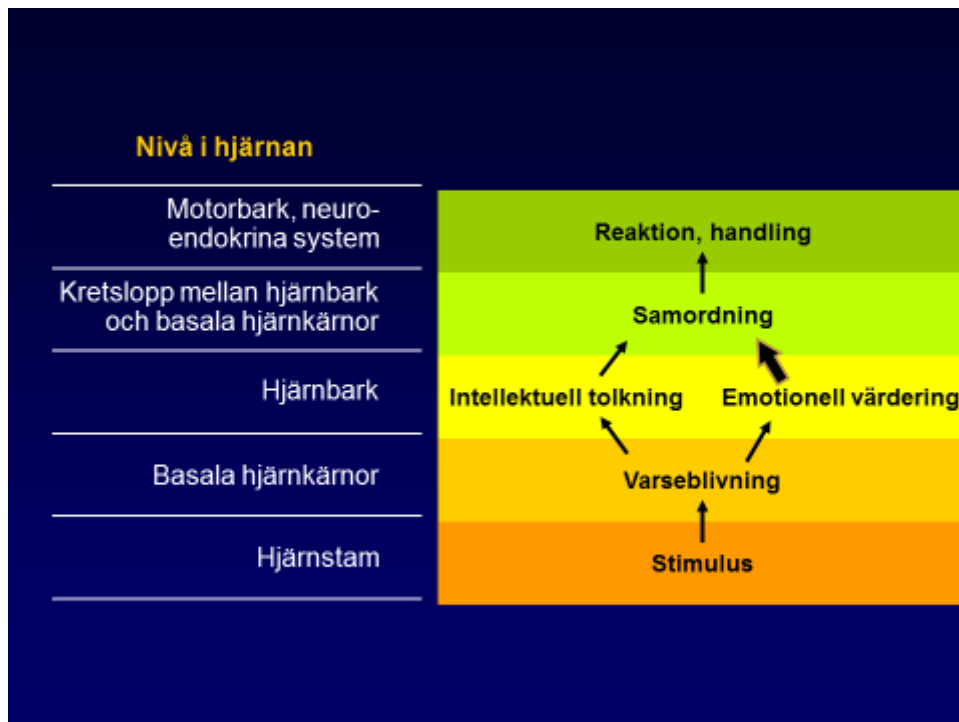 Nivå i hjärnan
Motorbark, neuro-
endokrina system
Reaktion, handling
Kretslopp mellan hjärnbark
och basala hjärnkärnor
Samordning
Hjärnbark
Intellektuell tolkning
Emotionell värdering
Basala hjärnkärnor
Varseblivning
Hjärnstam
Stimulus